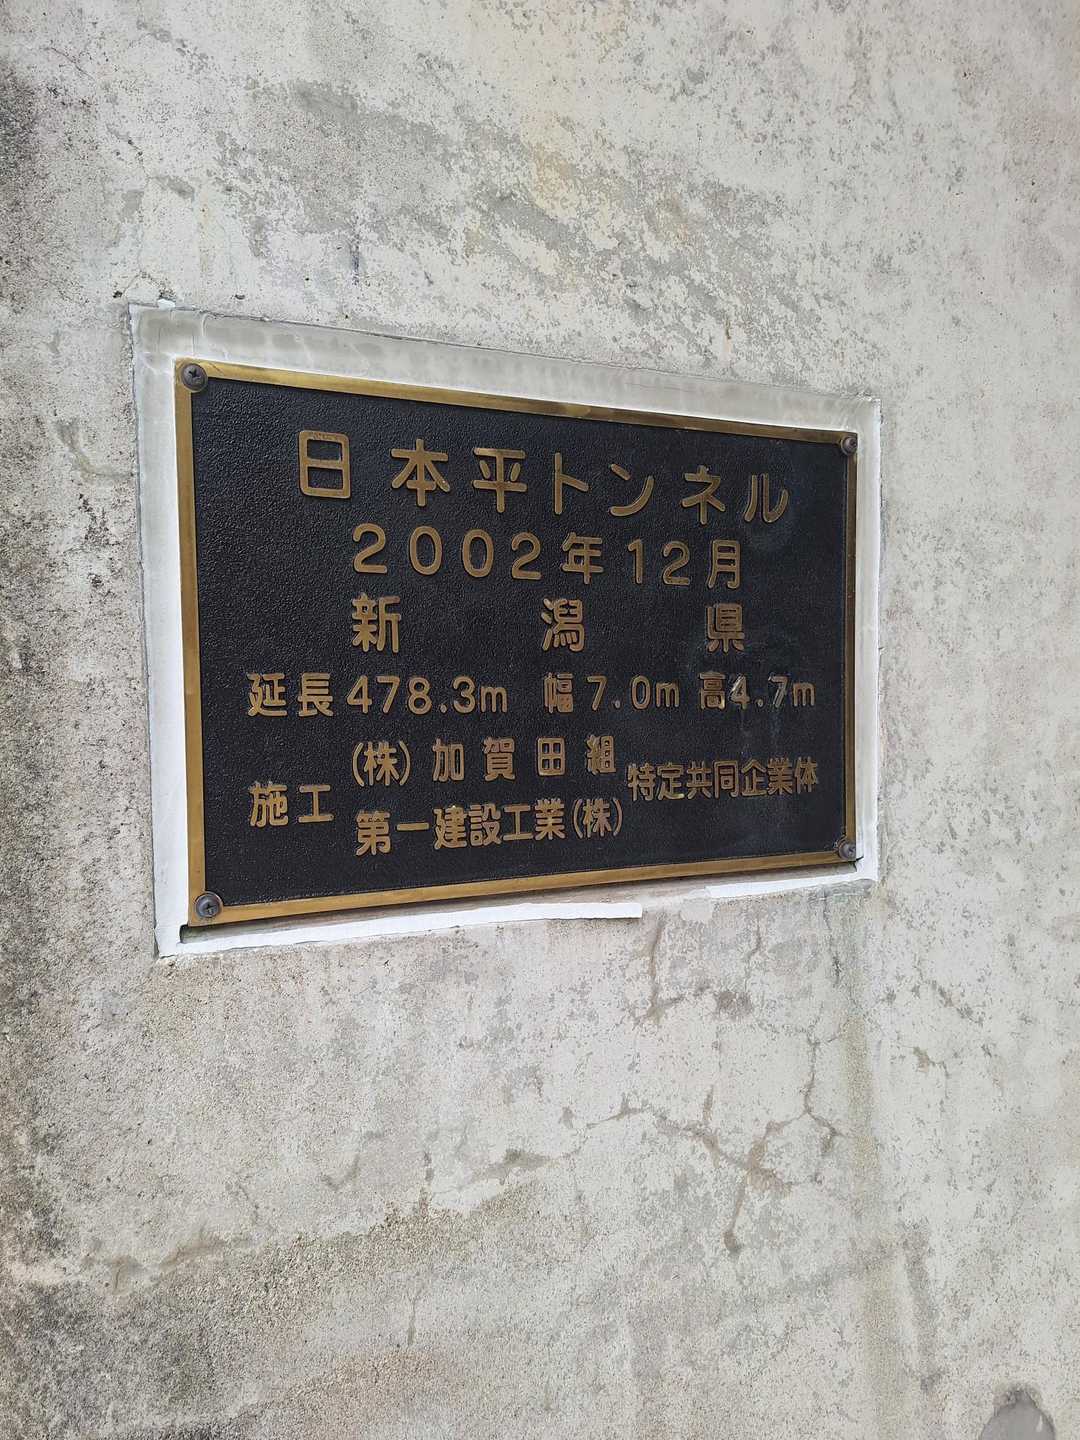 日本平トンネル
2002年12月
新潟県
延長478.3m 幅7.0m 高4.7m
施工 (株)加賀田組 特定共同企業体
第一建設工業(株)